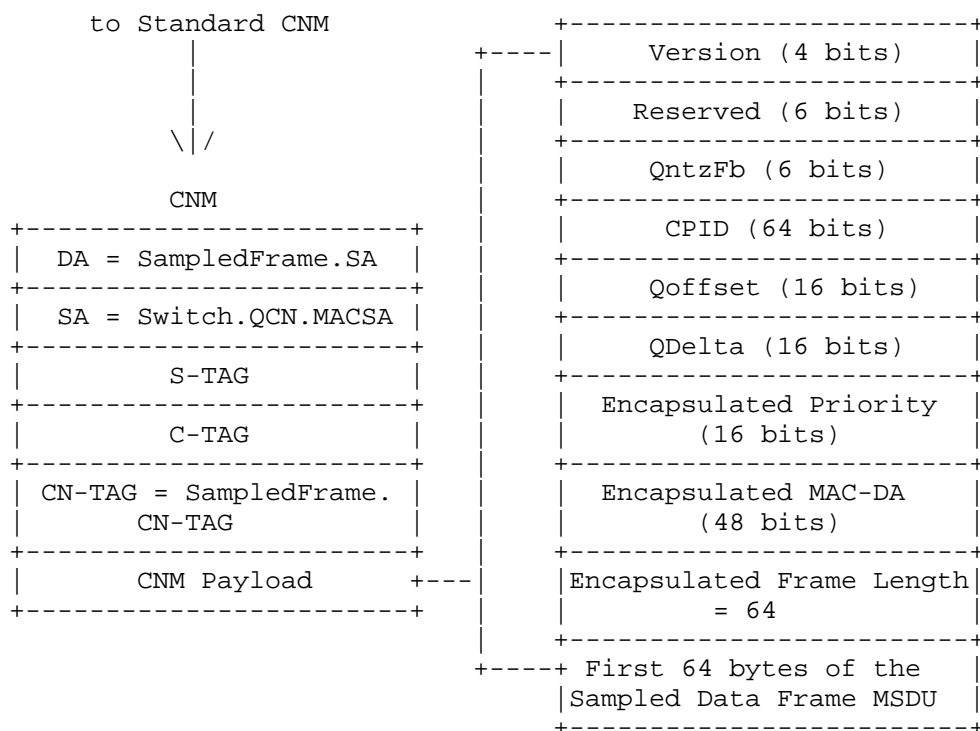 to Standard CNM
CNM
DA = SampledFrame.SA
SA = Switch.QCN.MACSA
S-TAG
C-TAG
CN-TAG = SampledFrame.
CN-TAG
CNM Payload
Version (4 bits)
Reserved (6 bits)
QntzFb (6 bits)
CPID (64 bits)
Qoffset (16 bits)
QDelta (16 bits)
Encapsulated Priority
(16 bits)
Encapsulated MAC-DA
(48 bits)
Encapsulated Frame Length
= 64
First 64 bytes of the
Sampled Data Frame MSDU